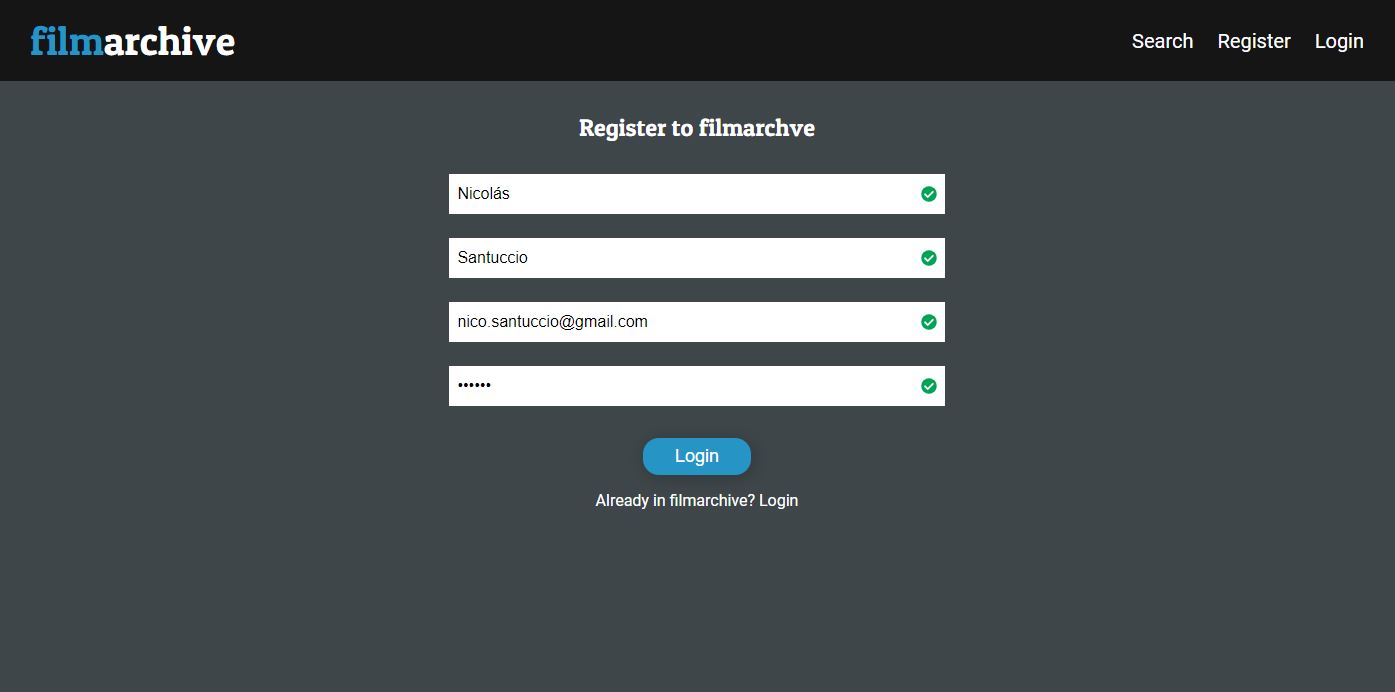 filmarchive
Search Register Login
Register to filmarchve
Nicolás
Santuccio
nico.santuccio@gmail.com
••••••
Login
Already in filmarchive? Login